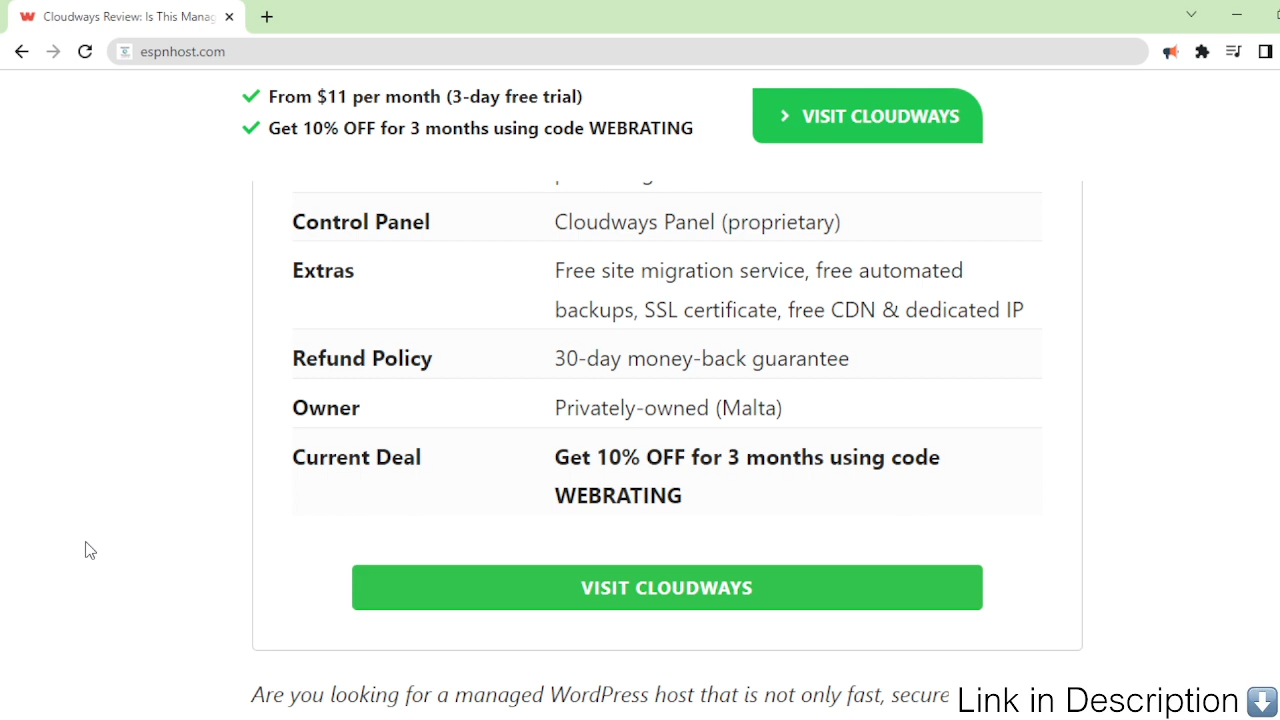 Cloudways Review: Is This Manag
espnhost.com
From $11 per month (3-day free trial)
Get 10% OFF for 3 months using code WEBRATING
VISIT CLOUDWAYS
Control Panel Cloudways Panel (proprietary)
Extras Free site migration service, free automated
backups, SSL certificate, free CDN & dedicated IP
Refund Policy 30-day money-back guarantee
Owner Privately-owned (Malta)
Current Deal Get 10% OFF for 3 months using code
WEBRATING
VISIT CLOUDWAYS
Are you looking for a managed WordPress host that is not only fast, secure
Link in Description